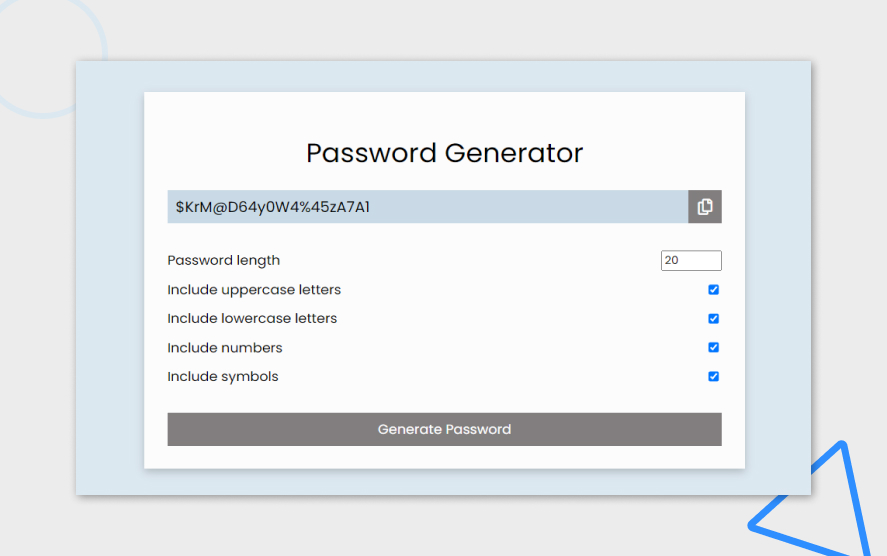 Password Generator
$KrM@D64y0W4%45zA7A1
Password length 20
Include uppercase letters
Include lowercase letters
Include numbers
Include symbols
Generate Password